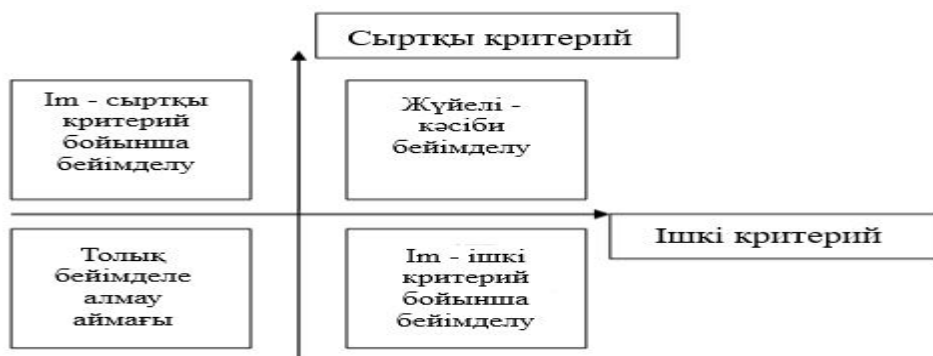 Сыртқы критерий
Im - сыртқы
критерий
бойынша
бейімделу
Жүйелі -
кәсіби
бейімделу
Ішкі критерий
Толық
бейімделе
алмау
аймағы
Im - ішкі
критерий
бойынша
бейімделу